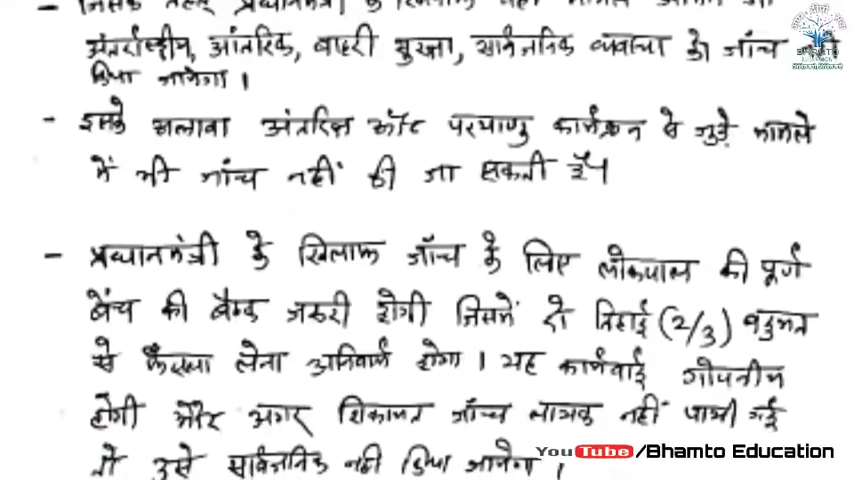 - जिसके तहत प्रधानमंत्री के खिलाफ
अंतर्राष्ट्रीय, आंतरिक, बाहरी सुरक्षा, सार्वजनिक व्यवस्था की जाँच नहीं
किया जायेगा।
- इसके अलावा अंतरिक्ष और परमाणु कार्यक्रम से जुड़े मामले
में भी जांच नहीं की जा सकती है।
- प्रधानमंत्री के खिलाफ जाँच के लिए लोकपाल की पूर्ण
बेंच की बैठक जरूरी होगी जिसमें दो तिहाई (2/3) बहुमत
से फैसला लेना अनिवार्य होगा। यह कार्यवाई गोपनीय
होगी और अगर शिकायत जाँच लायक नहीं पायी गई
तो उसे सार्वजनिक नहीं किया जायेगा।
YouTube/Bhamto Education